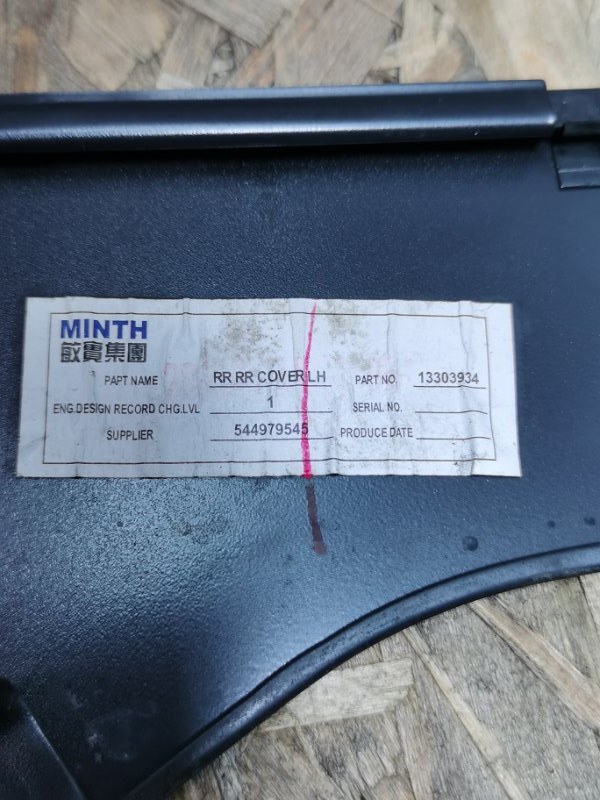 MINTH
敏實集團
PAPT NAME RR RR COVER LH PART NO. 13303934
ENG DESIGN RECORD CHG.LVL 1 SERIAL NO.
SUPPLIER 544979545 PRODUCE DATE